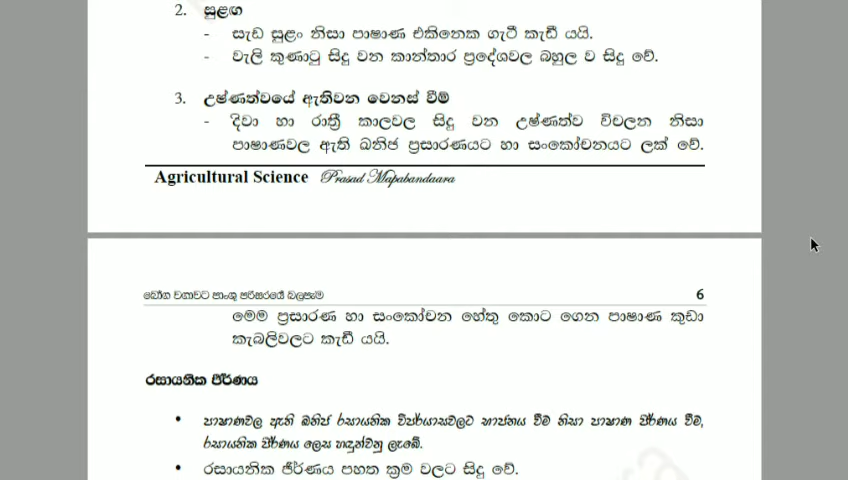 2. සුළඟ
- සැඩ සුළං නිසා පාෂාණ එකිනෙක ගැටී කැඩී යයි.
- වැලි කුණාටු සිදු වන කාන්තාර ප්‍රදේශවල බහුල ව සිදු වේ.
3. උෂ්ණත්වයේ ඇතිවන වෙනස් වීම්
- දිවා හා රාත්‍රී කාලවල සිදු වන උෂ්ණත්ව විචලන නිසා
පාෂාණවල ඇති ඛනිජ ප්‍රසාරණයට හා සංකෝචනයට ලක් වේ.
Agricultural Science Prasad Mapabandaara
බෝග වගාවට පාංශු පරිසරයේ බලපෑම 6
මෙම ප්‍රසාරණ හා සංකෝචන හේතු කොට ගෙන පාෂාණ කුඩා
කැබලිවලට කැඩී යයි.
රසායනික ජීර්ණය
• පාෂාණවල ඇති ඛනිජ රසායනික විපර්යාසවලට භාජනය වීම නිසා පාෂාණ ජීර්ණය වීම,
රසායනික ජීර්ණය ලෙස හඳුන්වනු ලැබේ.
• රසායනික ජීර්ණය පහත ක්‍රම වලට සිදු වේ.